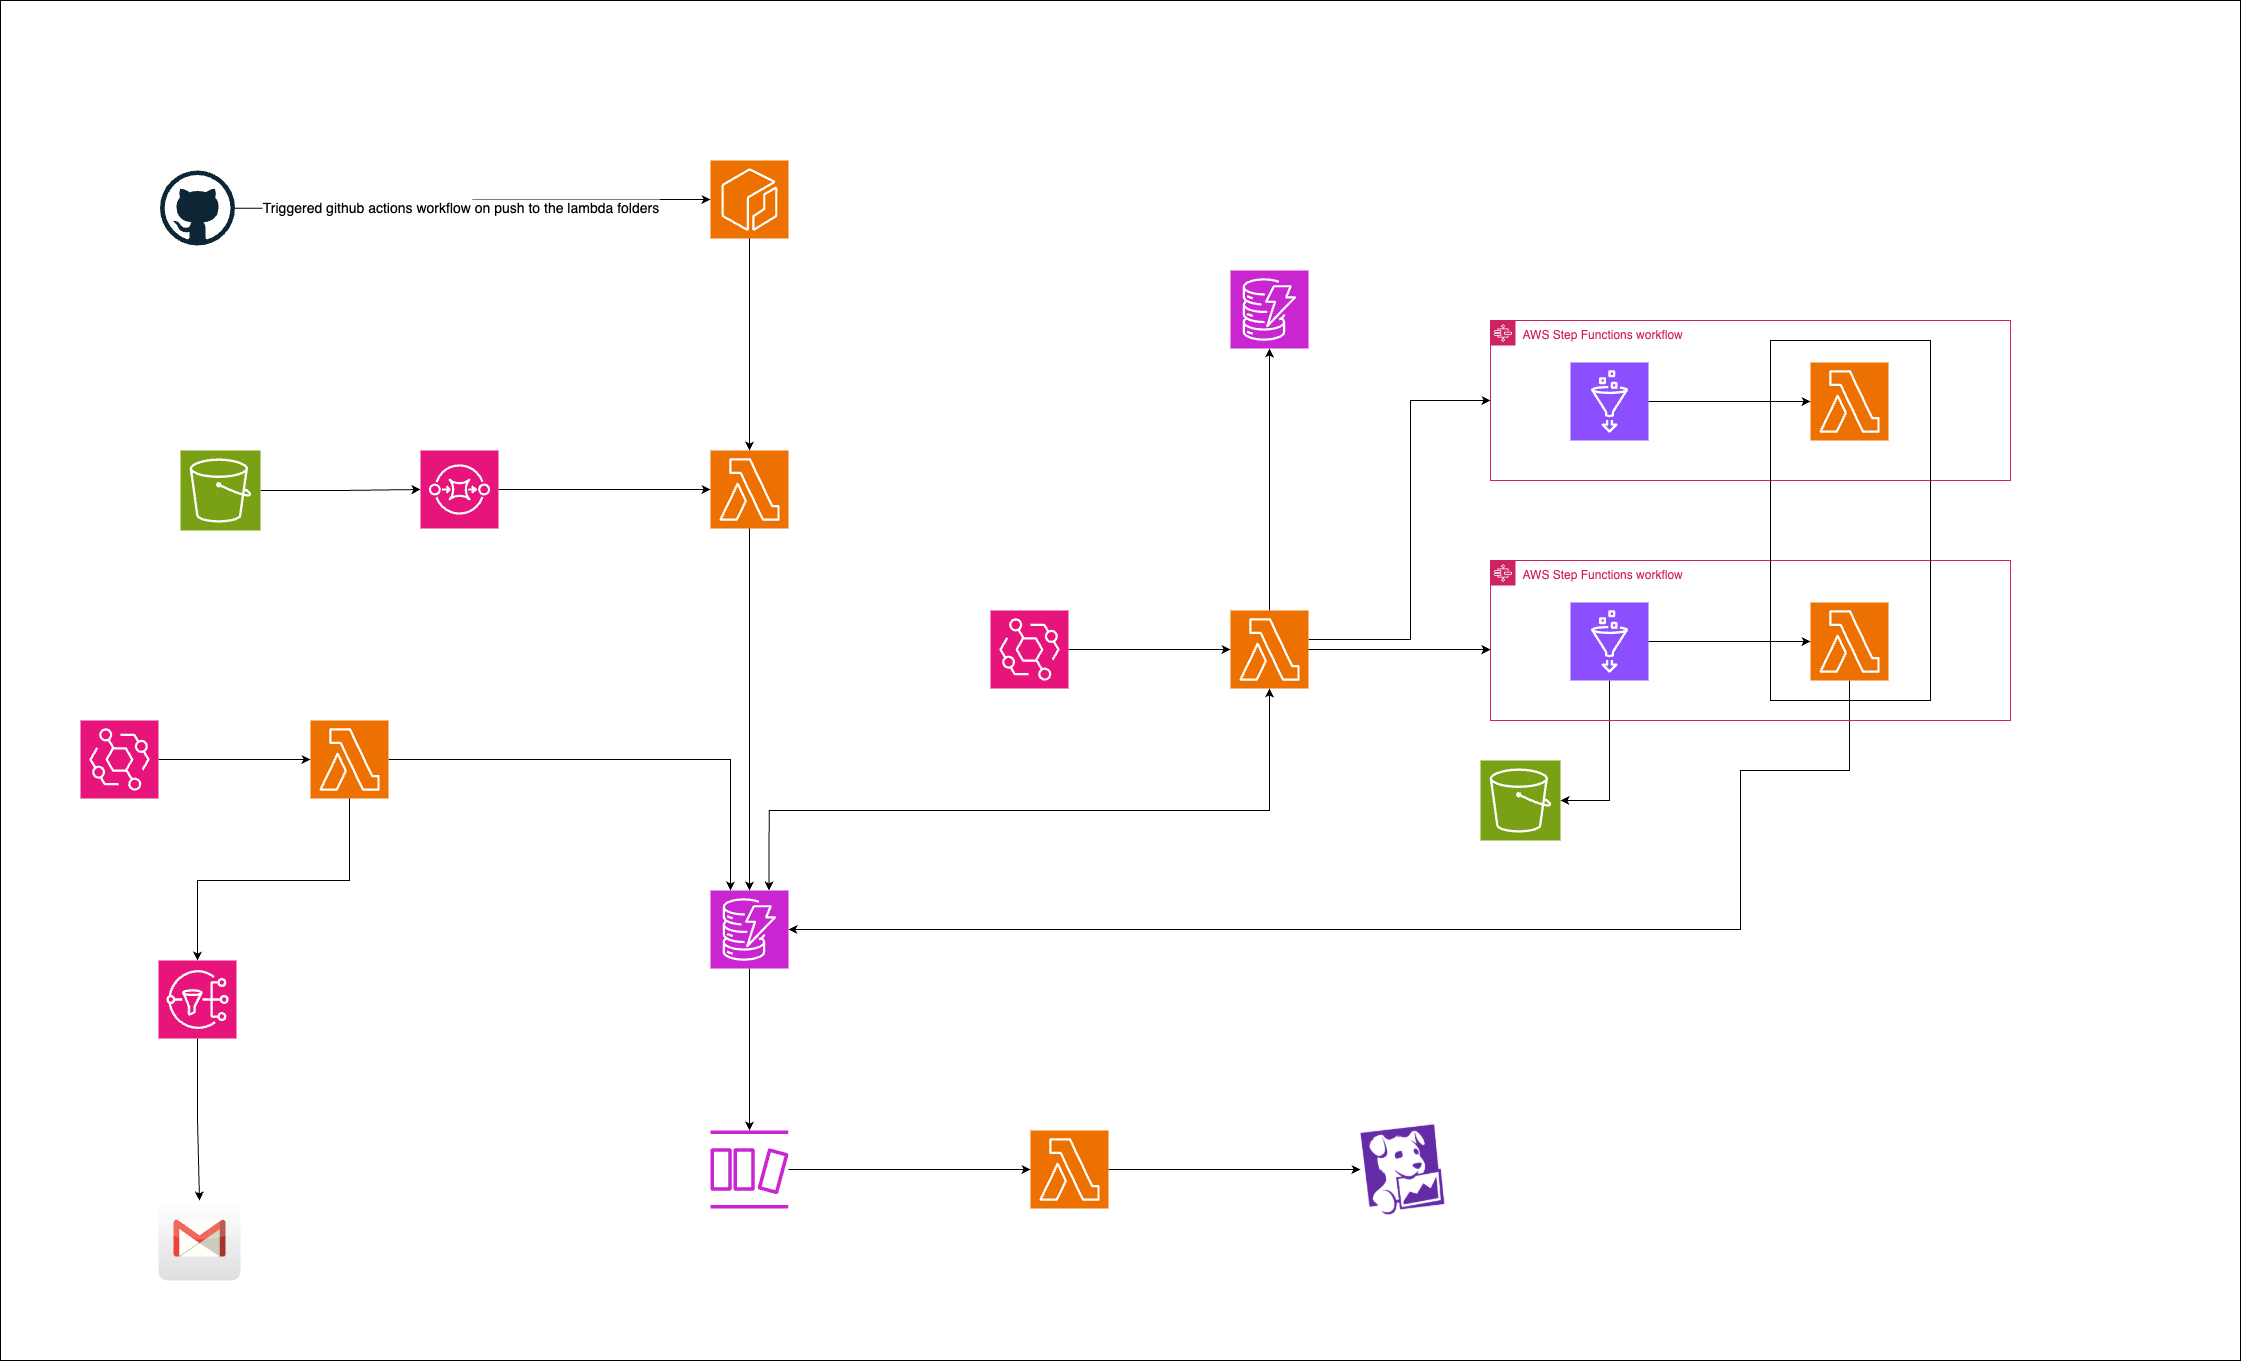 Triggered github actions workflow on push to the lambda folders
AWS Step Functions workflow
AWS Step Functions workflow